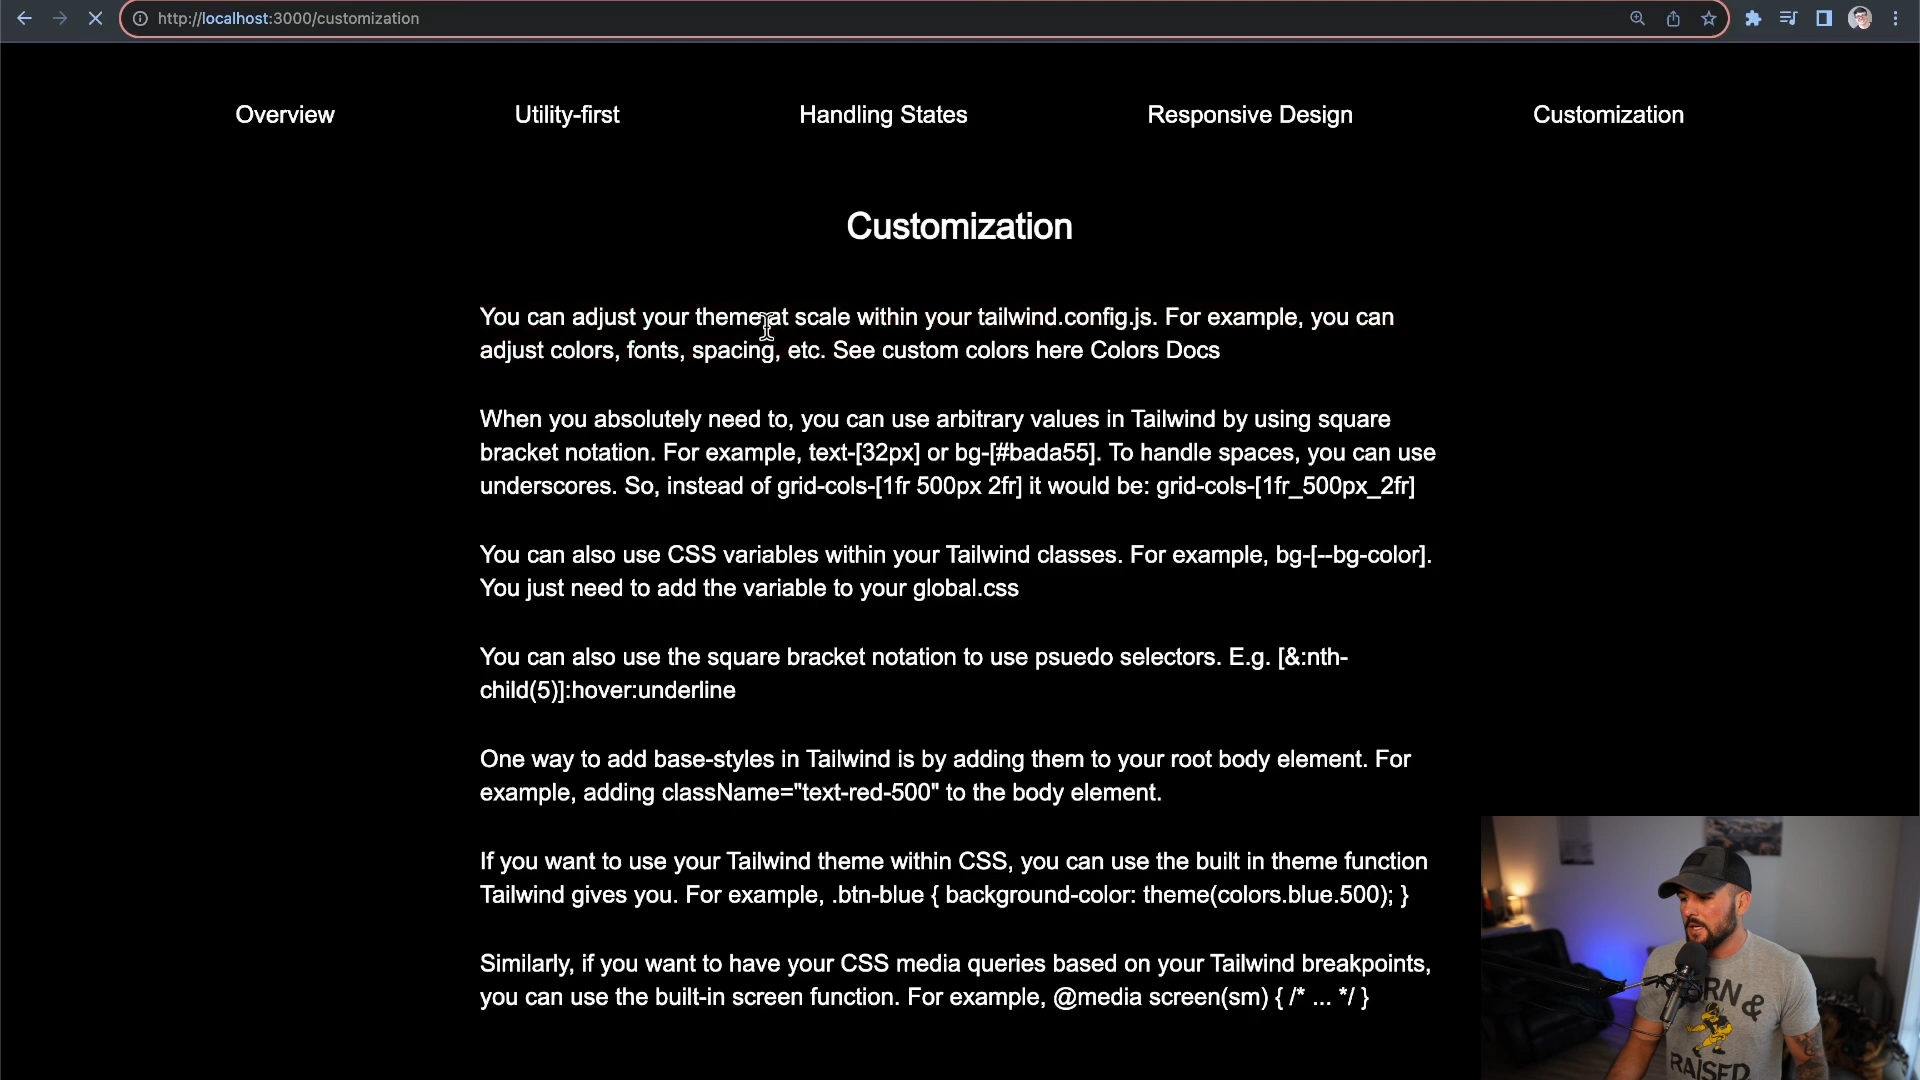 http://localhost:3000/customization
Overview
Utility-first
Handling States
Responsive Design
Customization
Customization
You can adjust your theme at scale within your tailwind.config.js. For example, you can
adjust colors, fonts, spacing, etc. See custom colors here Colors Docs
When you absolutely need to, you can use arbitrary values in Tailwind by using square
bracket notation. For example, text-[32px] or bg-[#bada55]. To handle spaces, you can use
underscores. So, instead of grid-cols-[1fr 500px 2fr] it would be: grid-cols-[1fr_500px_2fr]
You can also use CSS variables within your Tailwind classes. For example, bg-[--bg-color].
You just need to add the variable to your global.css
You can also use the square bracket notation to use psuedo selectors. E.g. [&:nth-
child(5)]:hover:underline
One way to add base-styles in Tailwind is by adding them to your root body element. For
example, adding className="text-red-500" to the body element.
If you want to use your Tailwind theme within CSS, you can use the built in theme function
Tailwind gives you. For example, .btn-blue { background-color: theme(colors.blue.500); }
Similarly, if you want to have your CSS media queries based on your Tailwind breakpoints,
you can use the built-in screen function. For example, @media screen(sm) { /* ... */ }
RAISED